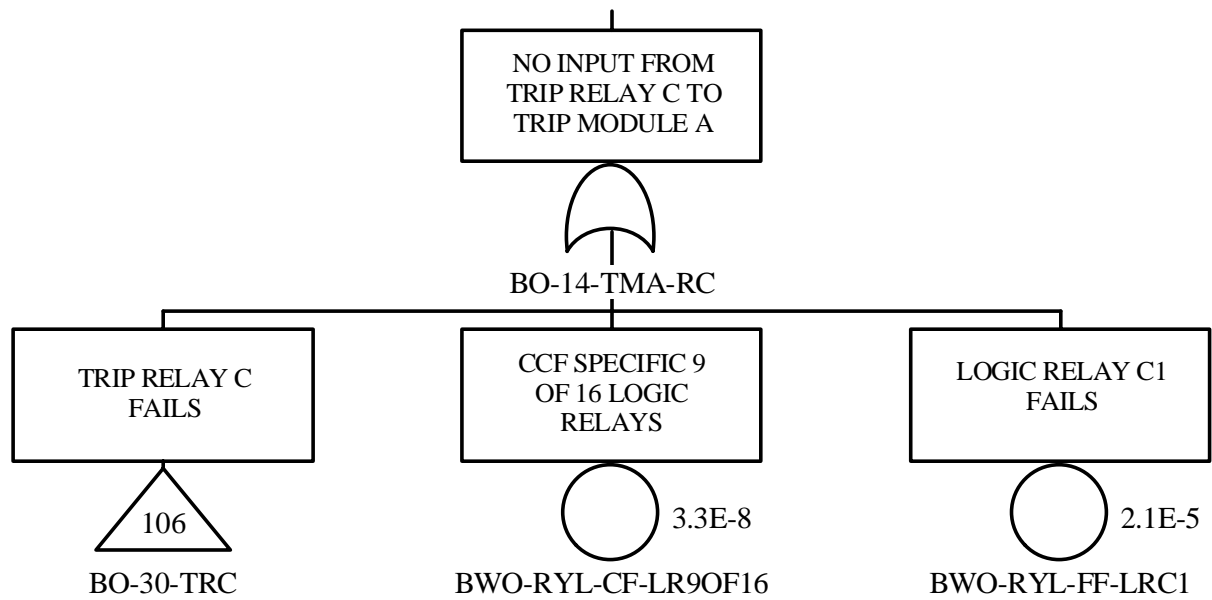 NO INPUT FROM
TRIP RELAY C TO
TRIP MODULE A
BO-14-TMA-RC
TRIP RELAY C
FAILS
CCF SPECIFIC 9
OF 16 LOGIC
RELAYS
LOGIC RELAY C1
FAILS
106
3.3E-8
2.1E-5
BO-30-TRC
BWO-RYL-CF-LR9OF16
BWO-RYL-FF-LRC1